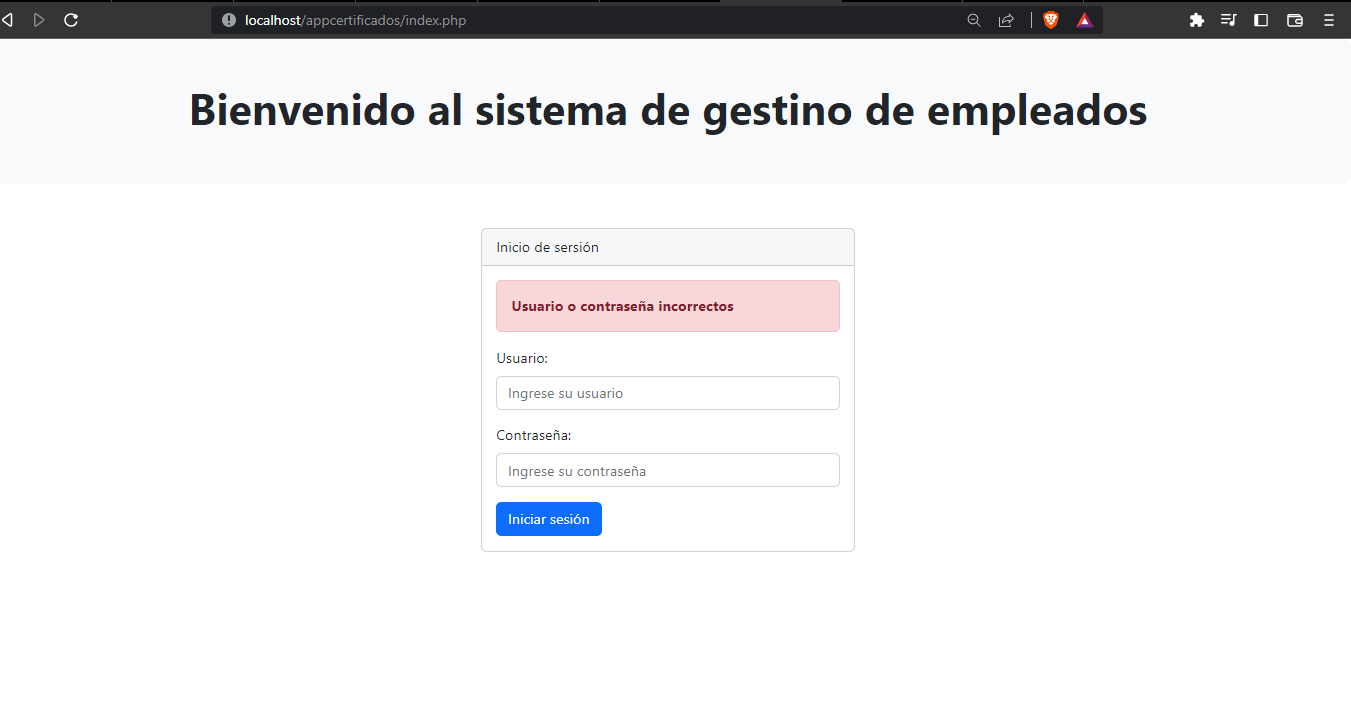 localhost/appcertificados/index.php
Bienvenido al sistema de gestino de empleados
Inicio de sersión
Usuario o contraseña incorrectos
Usuario:
Ingrese su usuario
Contraseña:
Ingrese su contraseña
Iniciar sesión